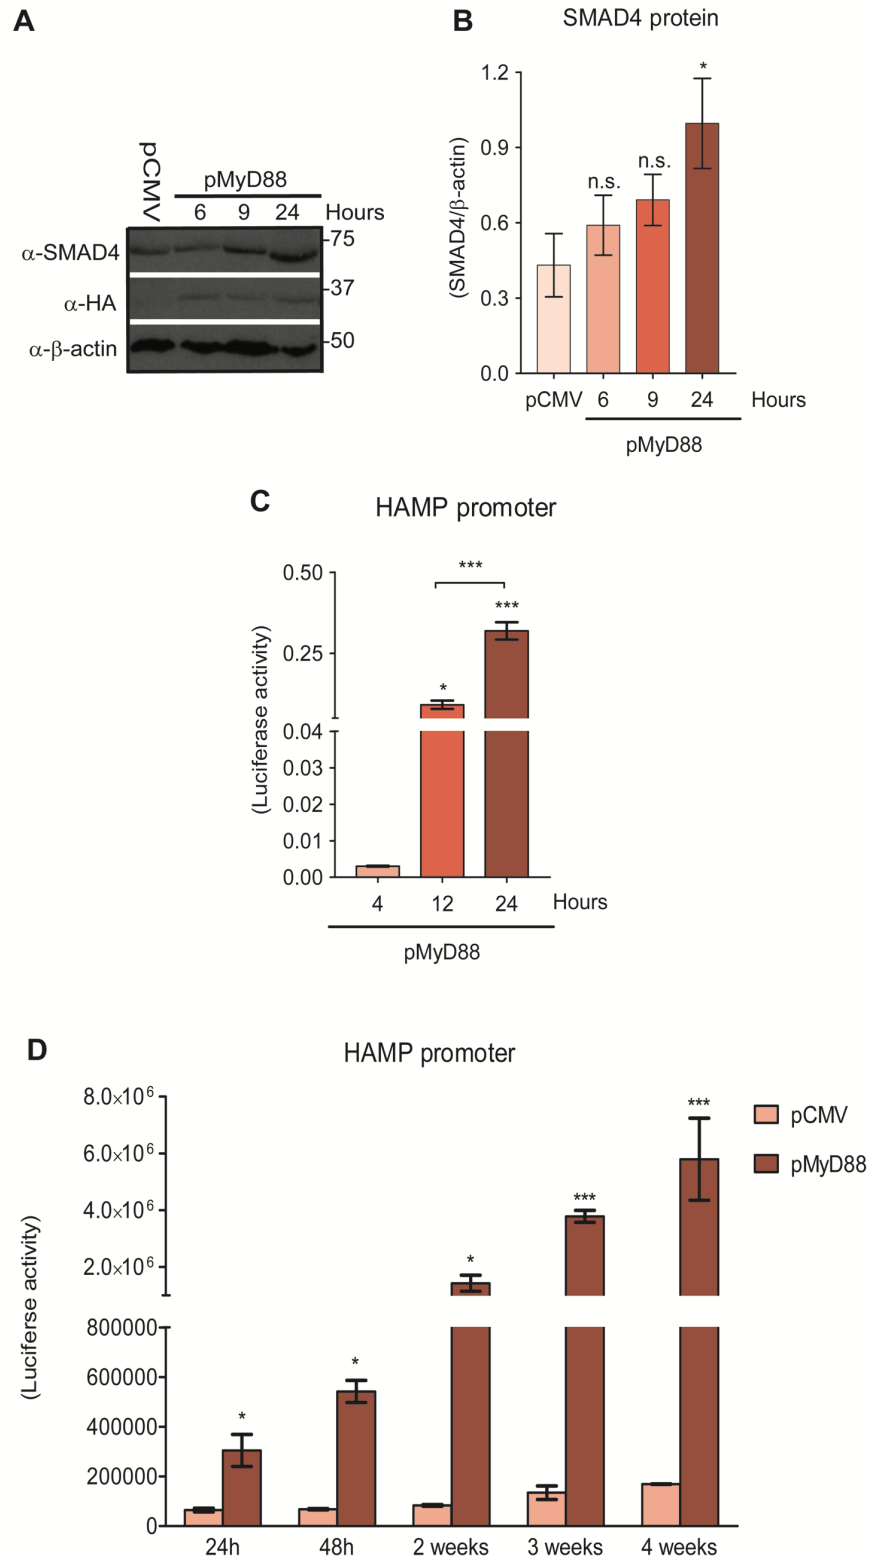 A
pCMV
pMyD88
6 9 24 Hours
α-SMAD4
-75
α-HA
-37
α-β-actin
-50
B
SMAD4 protein
(SMAD4/β-actin)
1.2
0.9
0.6
0.3
0.0
n.s.
n.s.
*
pCMV 6 9 24 Hours
pMyD88
C
HAMP promoter
(Luciferase activity)
0.50
0.25
0.04
0.03
0.02
0.01
0.00
***
*
***
4 12 24 Hours
pMyD88
D
HAMP promoter
(Luciferse activity)
8.0×10⁶
6.0×10⁶
4.0×10⁶
2.0×10⁶
800000
600000
400000
200000
0
*
*
*
***
***
pCMV
pMyD88
24h 48h 2 weeks 3 weeks 4 weeks